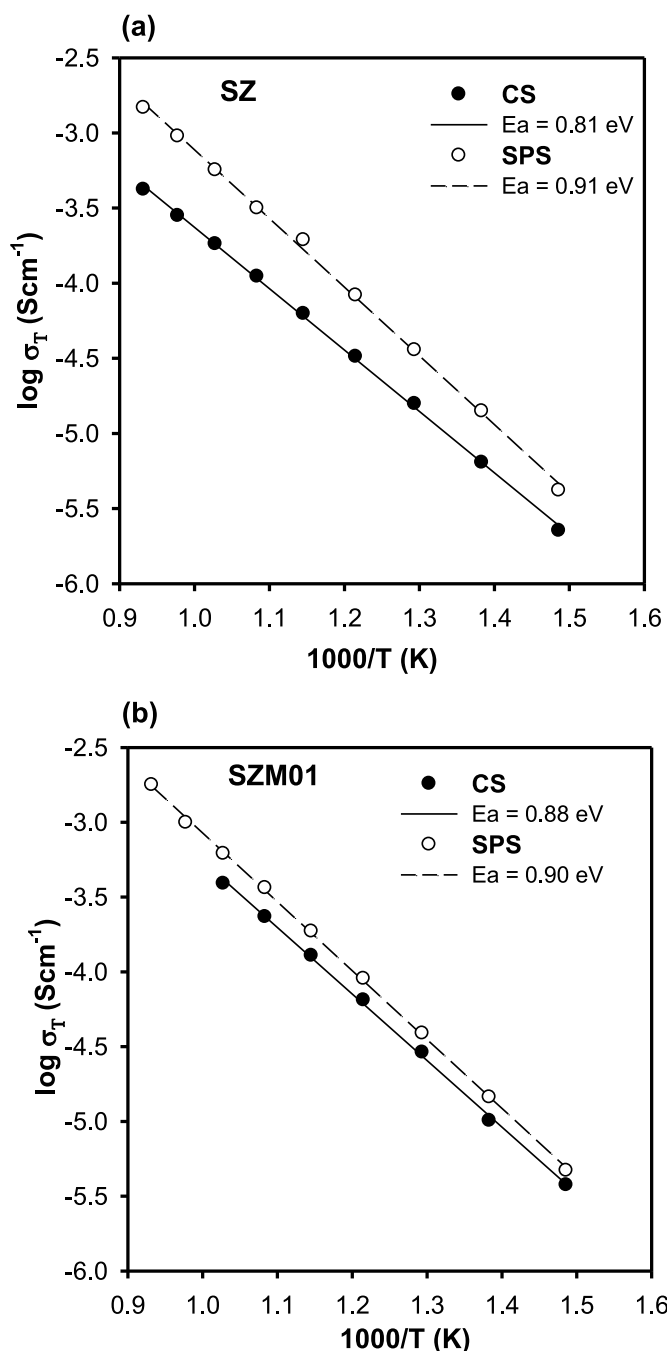 (a)
SZ
CS
Ea = 0.81 eV
SPS
Ea = 0.91 eV
-2.5
-3.0
-3.5
-4.0
-4.5
-5.0
-5.5
-6.0
log σT (Scm-1)
0.9 1.0 1.1 1.2 1.3 1.4 1.5 1.6
1000/T (K)
(b)
SZM01
CS
Ea = 0.88 eV
SPS
Ea = 0.90 eV
-2.5
-3.0
-3.5
-4.0
-4.5
-5.0
-5.5
-6.0
log σT (Scm-1)
0.9 1.0 1.1 1.2 1.3 1.4 1.5 1.6
1000/T (K)